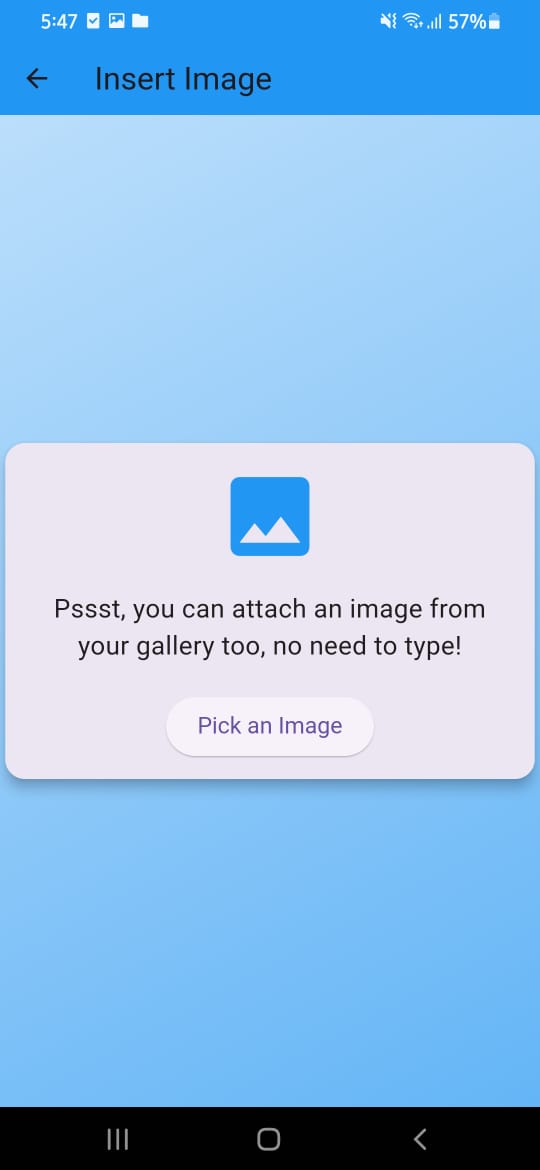 5:47 57%
Insert Image
Pssst, you can attach an image from
your gallery too, no need to type!
Pick an Image